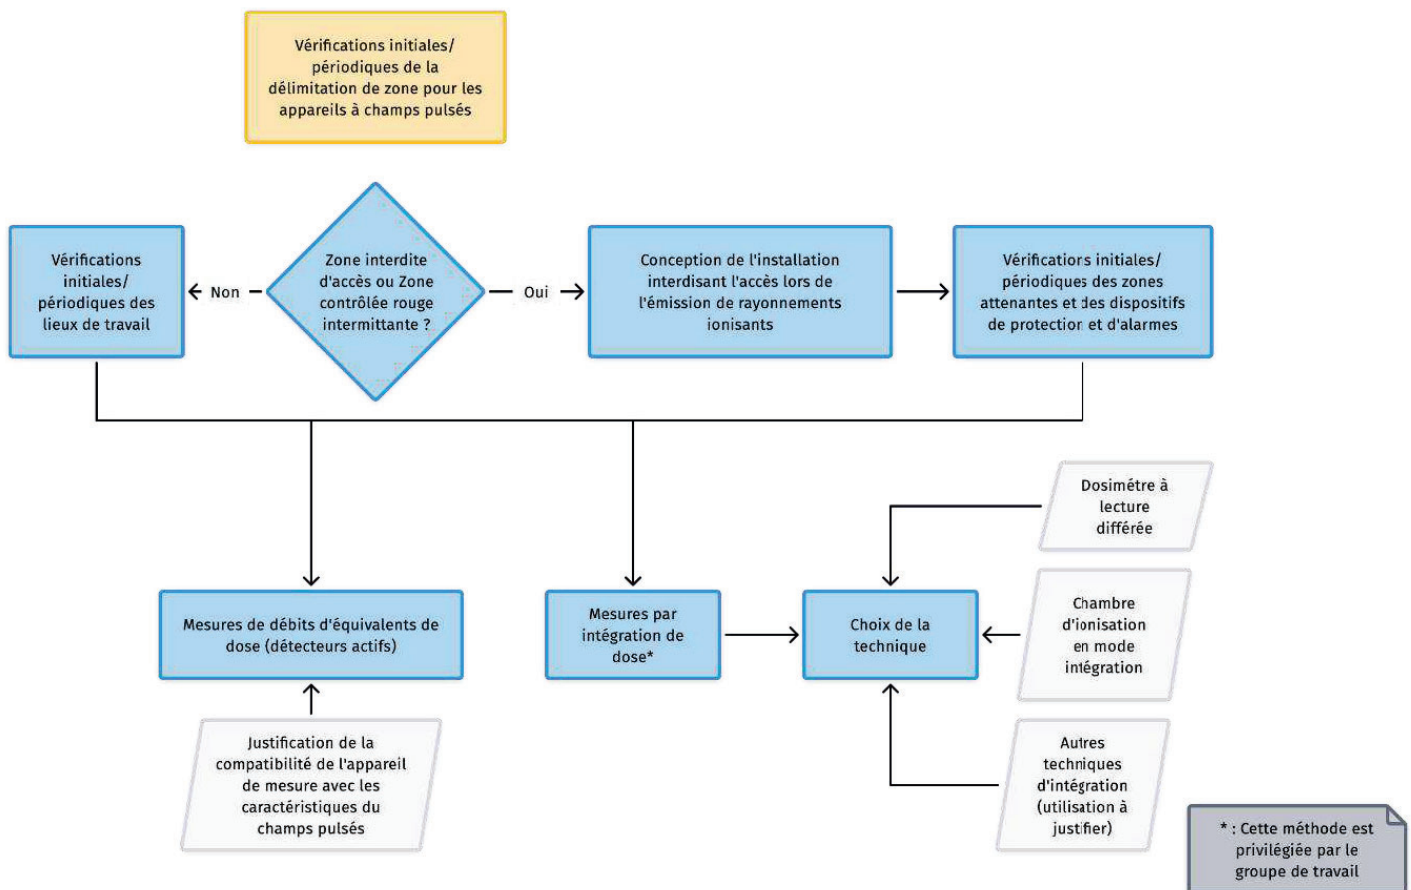 Vérifications initiales/
périodiques de la
délimitation de zone pour les
appareils à champs pulsés
Vérifications
initiales/
périodiques des
lieux de travail
Non
Zone interdite
d'accès ou Zone
contrôlée rouge
intermittante ?
Oui
Conception de l'installation
interdisant l'accès lors de
l'émission de rayonnements
ionisants
Vérifications initiales/
périodiques des zones
attenantes et des dispositifs
de protection et d'alarmes
Dosimétre à
lecture
différée
Mesures de débits d'équivalents de
dose (détecteurs actifs)
Mesures par
intégration de
dose*
Choix de la
technique
Chambre
d'ionisation
en mode
intégration
Justification de la
compatibilité de l'appareil
de mesure avec les
caractéristiques du
champs pulsés
Autres
techniques
d'intégration
(utilisation à
justifier)
* : Cette méthode est
privilégiée par le
groupe de travail